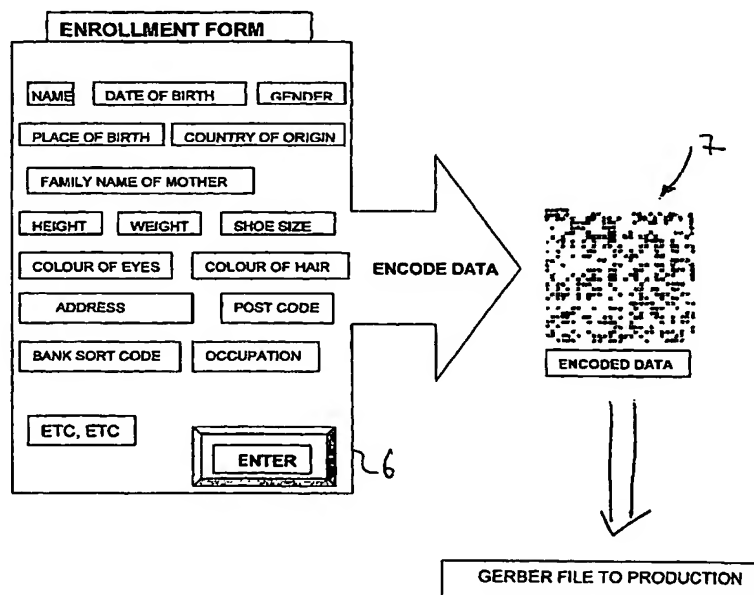 ENROLLMENT FORM
NAME DATE OF BIRTH GENDER
PLACE OF BIRTH COUNTRY OF ORIGIN
FAMILY NAME OF MOTHER
HEIGHT WEIGHT SHOE SIZE
COLOUR OF EYES COLOUR OF HAIR
ADDRESS POST CODE
BANK SORT CODE OCCUPATION
ETC, ETC
ENTER
6
ENCODE DATA
7
ENCODED DATA
GERBER FILE TO PRODUCTION